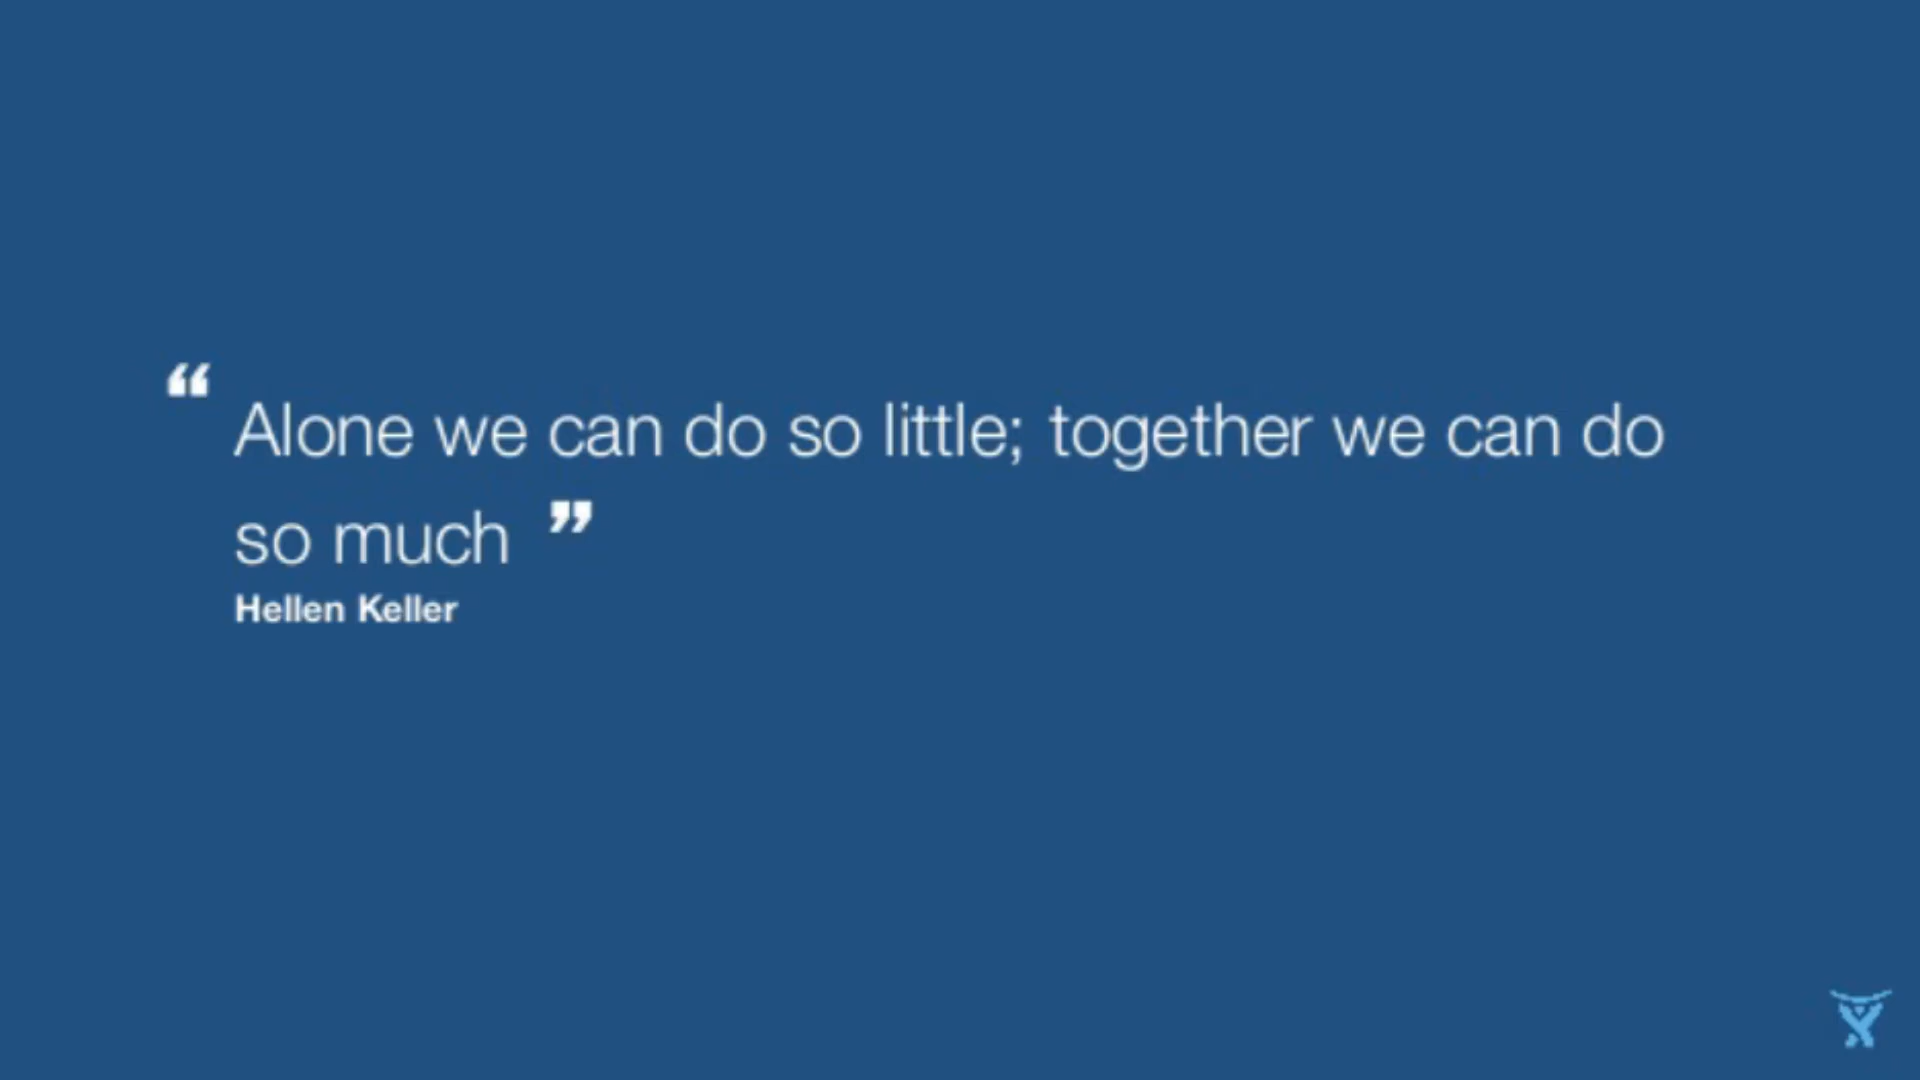 “ Alone we can do so little; together we can do
so much ”
Hellen Keller